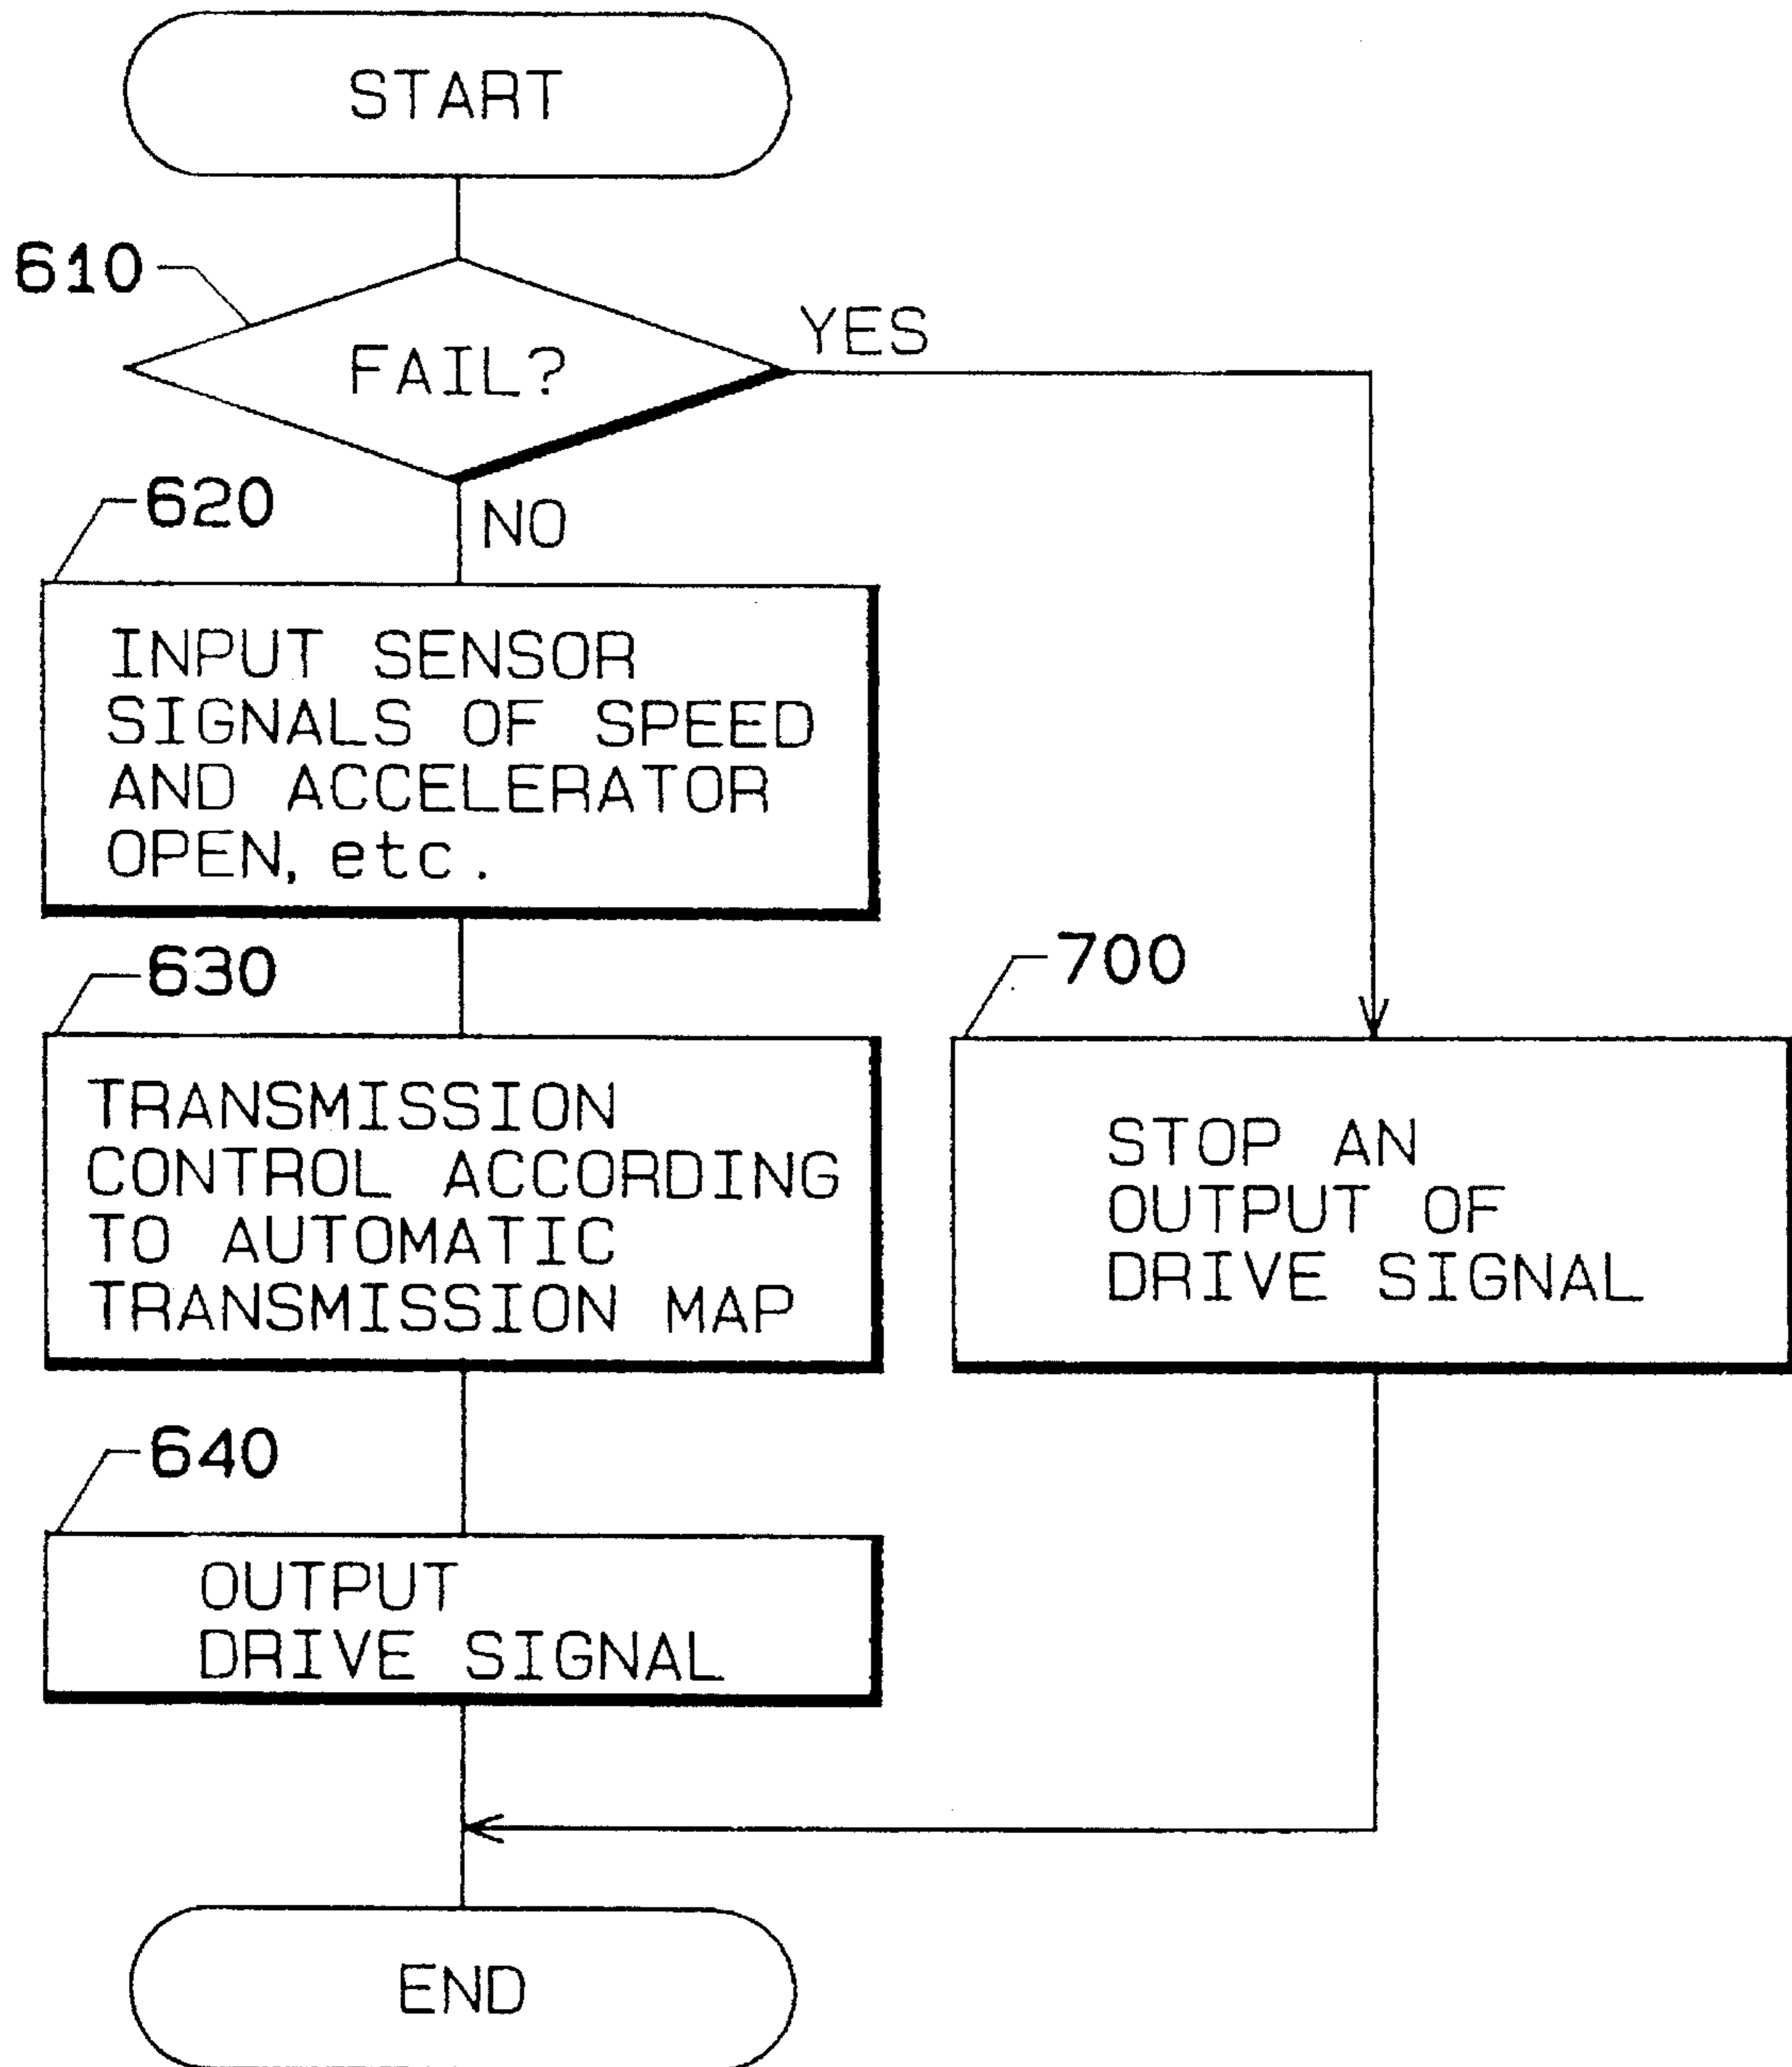 START
610
FAIL?
YES
620
NO
INPUT SENSOR
SIGNALS OF SPEED
AND ACCELERATOR
OPEN, etc.
630
TRANSMISSION
CONTROL ACCORDING
TO AUTOMATIC
TRANSMISSION MAP
700
STOP AN
OUTPUT OF
DRIVE SIGNAL
640
OUTPUT
DRIVE SIGNAL
END